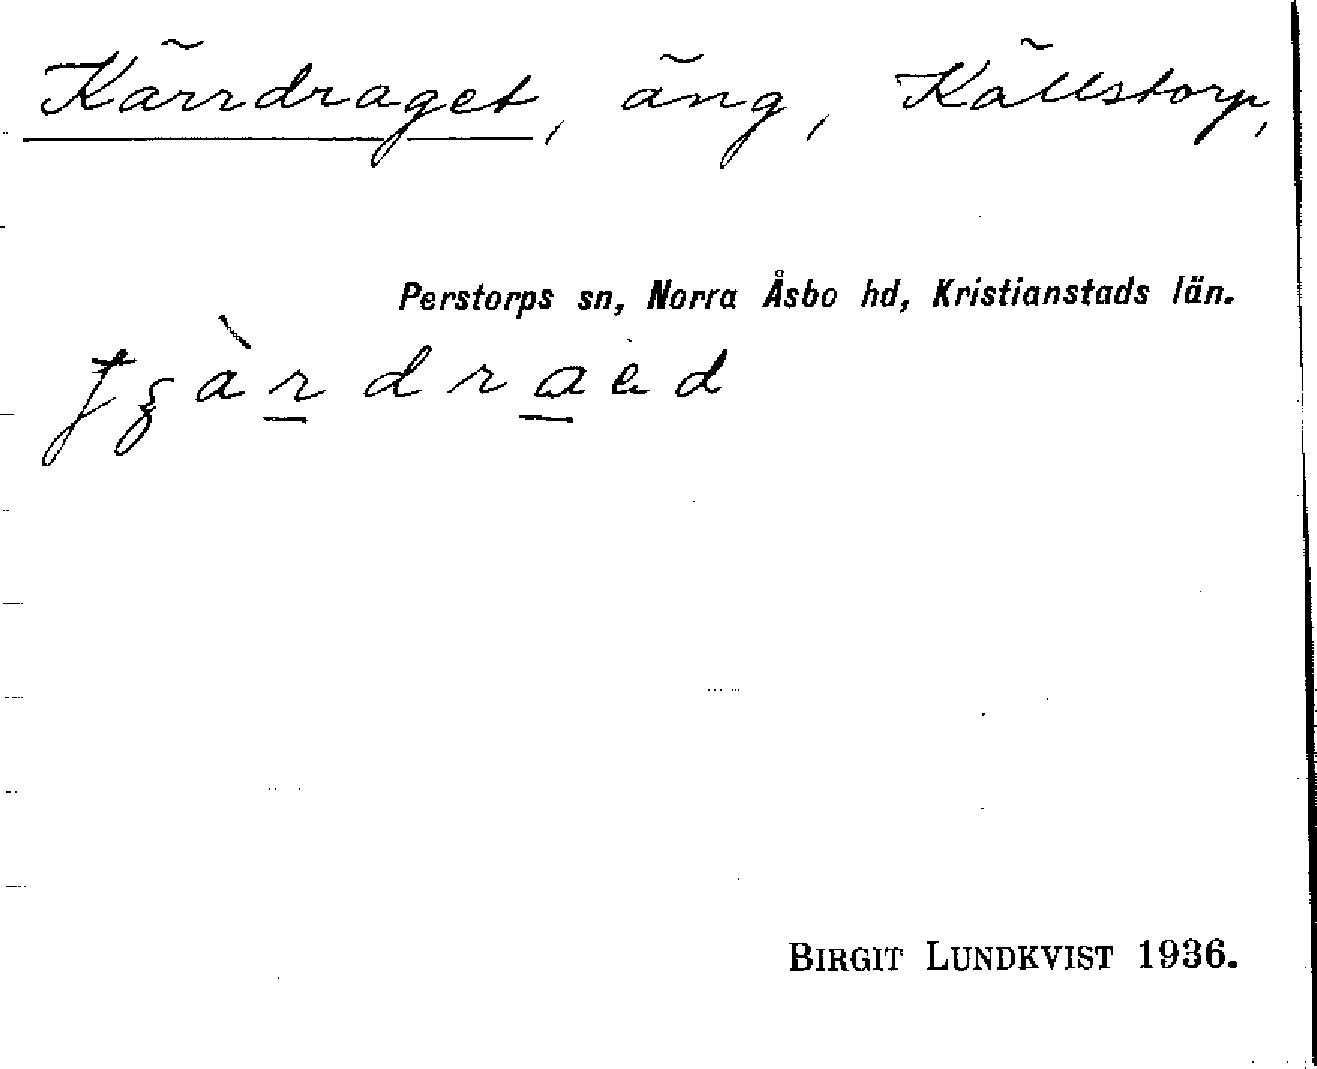 Kärrdraget, äng, Källstorp,
Perstorps sn, Norra Åsbo hd, Kristianstads län.
BIRGIT LUNDKVIST 1936.